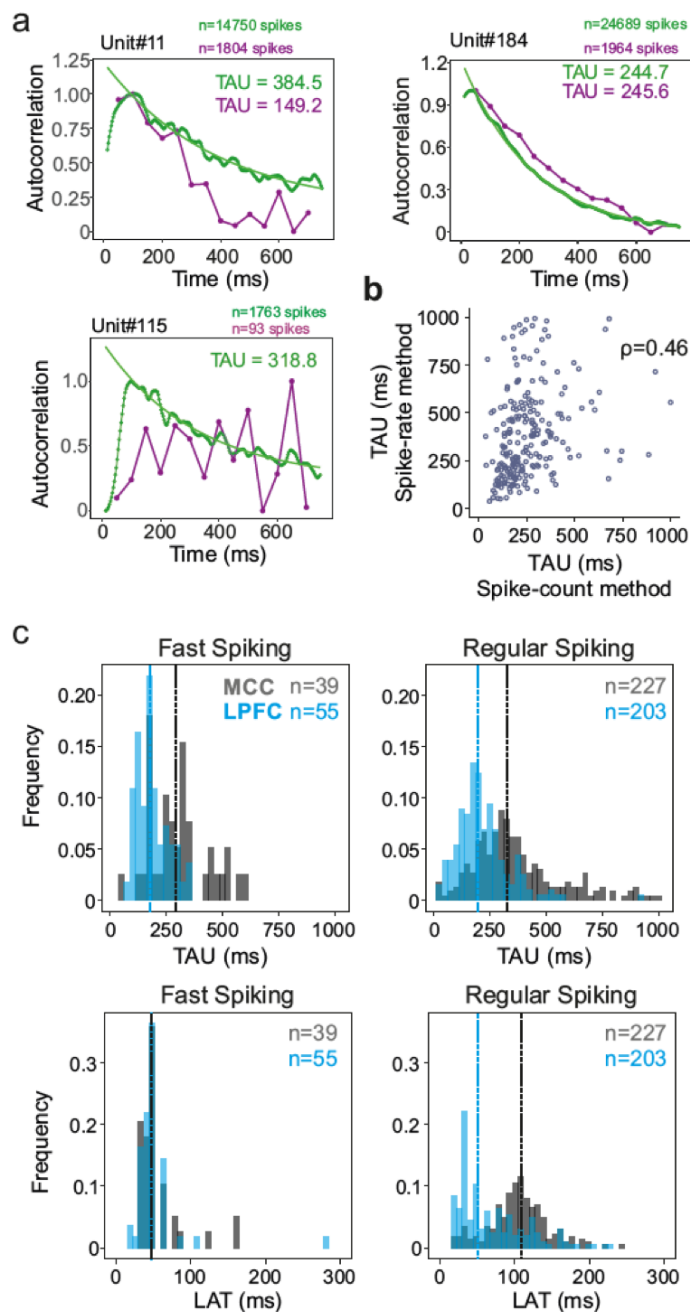 a
Unit#11
n=14750 spikes
n=1804 spikes
TAU = 384.5
TAU = 149.2
Autocorrelation
1.25
1.00
0.75
0.50
0.25
0
200 400 600
Time (ms)
Unit#184
n=24689 spikes
n=1964 spikes
TAU = 244.7
TAU = 245.6
Autocorrelation
1.2
0.9
0.6
0.3
0
200 400 600
Time (ms)
Unit#115
n=1763 spikes
n=93 spikes
TAU = 318.8
Autocorrelation
1.0
0.5
0
0 200 400 600
Time (ms)
b
ρ=0.46
TAU (ms)
Spike-rate method
1000
750
500
250
0
0 250 500 750 1000
TAU (ms)
Spike-count method
c
Fast Spiking
MCC n=39
LPFC n=55
Frequency
0.20
0.15
0.10
0.05
0
0 250 500 750 1000
TAU (ms)
Regular Spiking
n=227
n=203
0.20
0.15
0.10
0.05
0
0 250 500 750 1000
TAU (ms)
Fast Spiking
n=39
n=55
Frequency
0.3
0.2
0.1
0
0 100 200 300
LAT (ms)
Regular Spiking
n=227
n=203
0.3
0.2
0.1
0
0 100 200 300
LAT (ms)